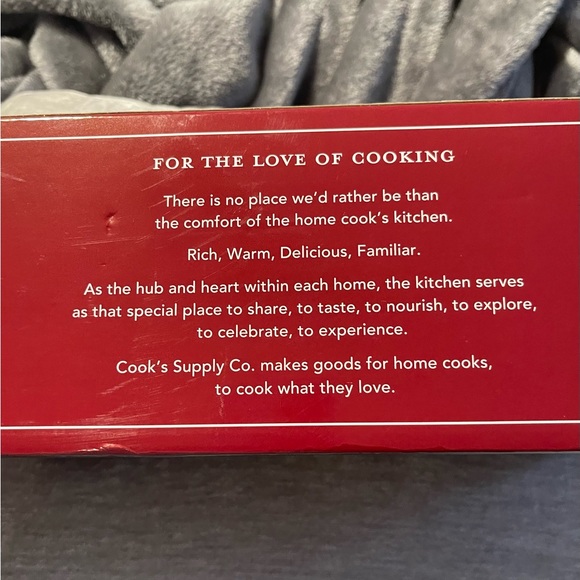 FOR THE LOVE OF COOKING
There is no place we'd rather be than
the comfort of the home cook's kitchen.
Rich, Warm, Delicious, Familiar.
As the hub and heart within each home, the kitchen serves
as that special place to share, to taste, to nourish, to explore,
to celebrate, to experience.
Cook's Supply Co. makes goods for home cooks,
to cook what they love.